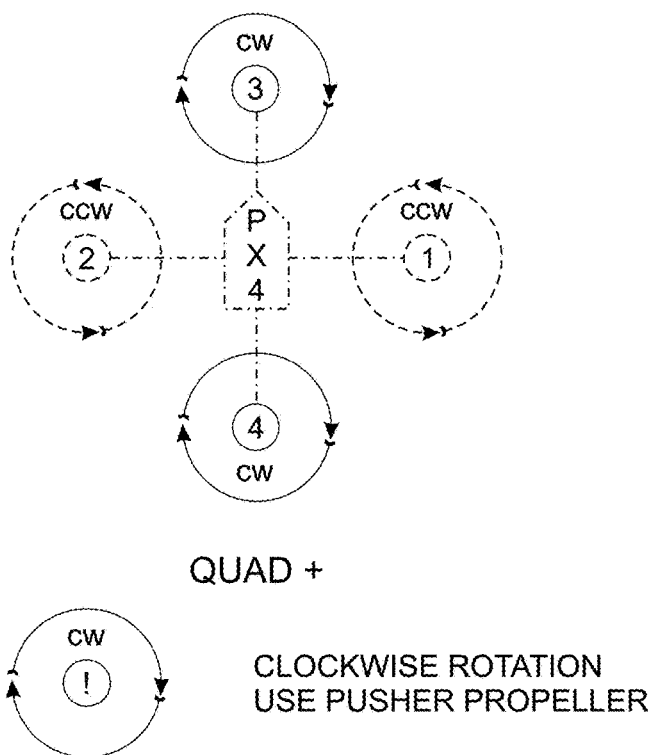 CW
3
CCW
2
P
X
4
CCW
1
4
CW
QUAD +
CW
!
CLOCKWISE ROTATION
USE PUSHER PROPELLER